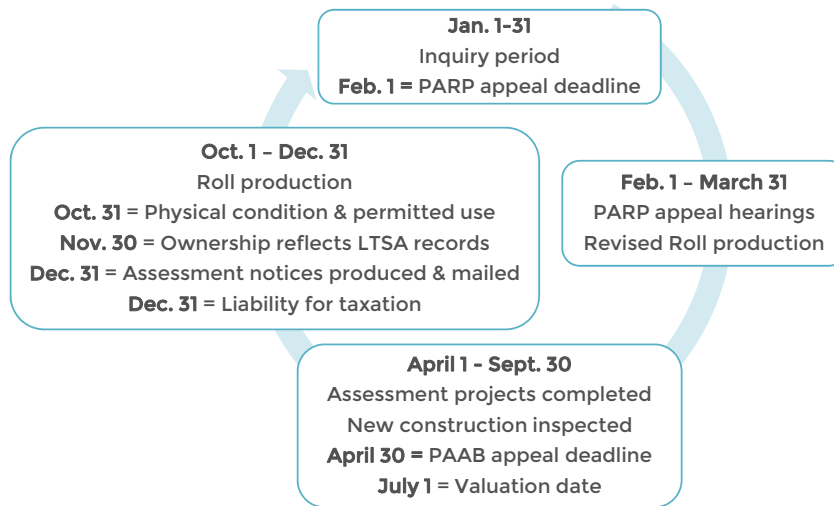 Jan. 1-31
Inquiry period
Feb. 1 = PARP appeal deadline
Feb. 1 – March 31
PARP appeal hearings
Revised Roll production
April 1 - Sept. 30
Assessment projects completed
New construction inspected
April 30 = PAAB appeal deadline
July 1 = Valuation date
Oct. 1 – Dec. 31
Roll production
Oct. 31 = Physical condition & permitted use
Nov. 30 = Ownership reflects LTSA records
Dec. 31 = Assessment notices produced & mailed
Dec. 31 = Liability for taxation